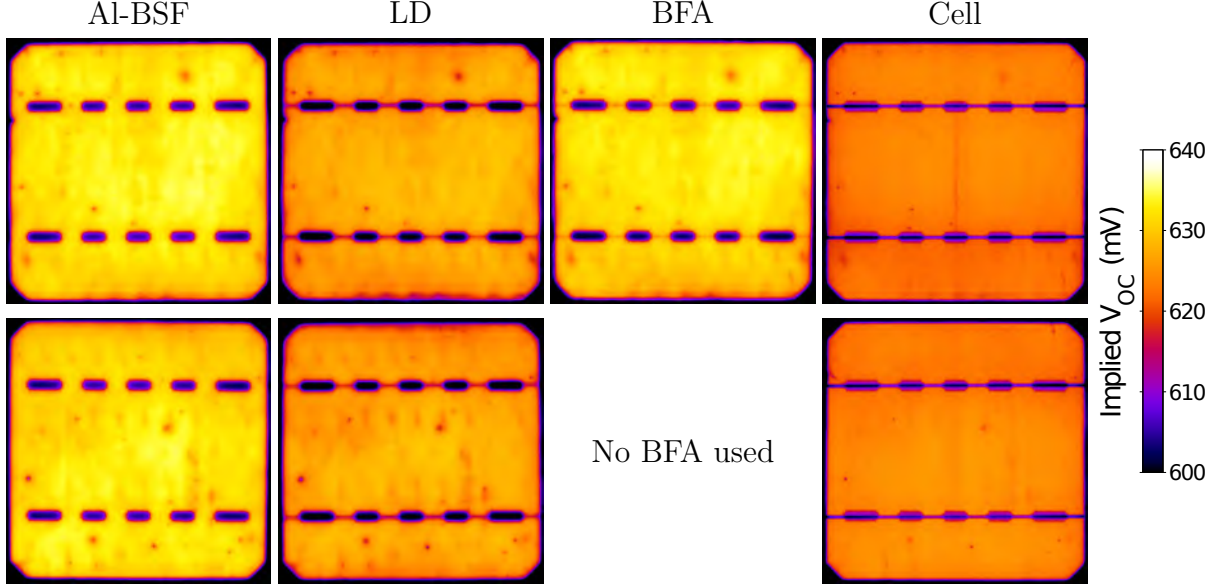 Al-BSF LD BFA Cell
640
630
620
610
600
Implied V_OC (mV)
No BFA used